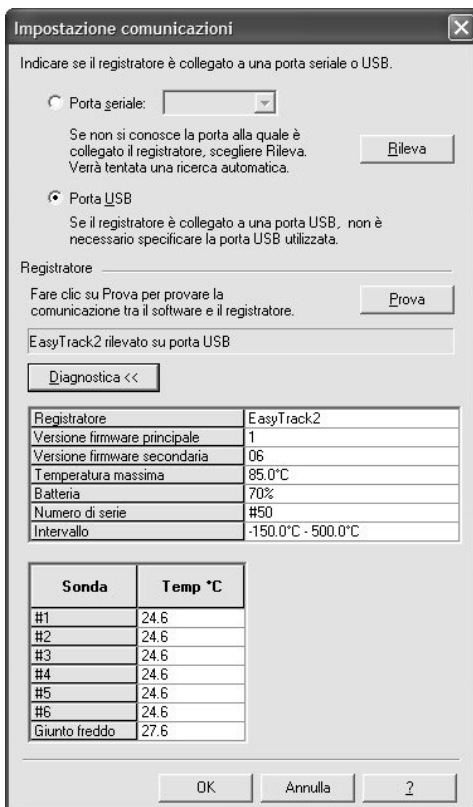 Impostazione comunicazioni
Indicare se il registratore è collegato a una porta seriale o USB.
Porta seriale:
Se non si conosce la porta alla quale è
collegato il registratore, scegliere Rileva.
Verrà tentata una ricerca automatica.
Rileva
Porta USB
Se il registratore è collegato a una porta USB, non è
necessario specificare la porta USB utilizzata.
Registratore
Fare clic su Prova per provare la
comunicazione tra il software e il registratore.
Prova
EasyTrack2 rilevato su porta USB
Diagnostica <<
Registratore EasyTrack2
Versione firmware principale 1
Versione firmware secondaria 06
Temperatura massima 85.0°C
Batteria 70%
Numero di serie #50
Intervallo -150.0°C - 500.0°C
Sonda Temp °C
#1 24.6
#2 24.6
#3 24.6
#4 24.6
#5 24.6
#6 24.6
Giunto freddo 27.6
OK Annulla ?